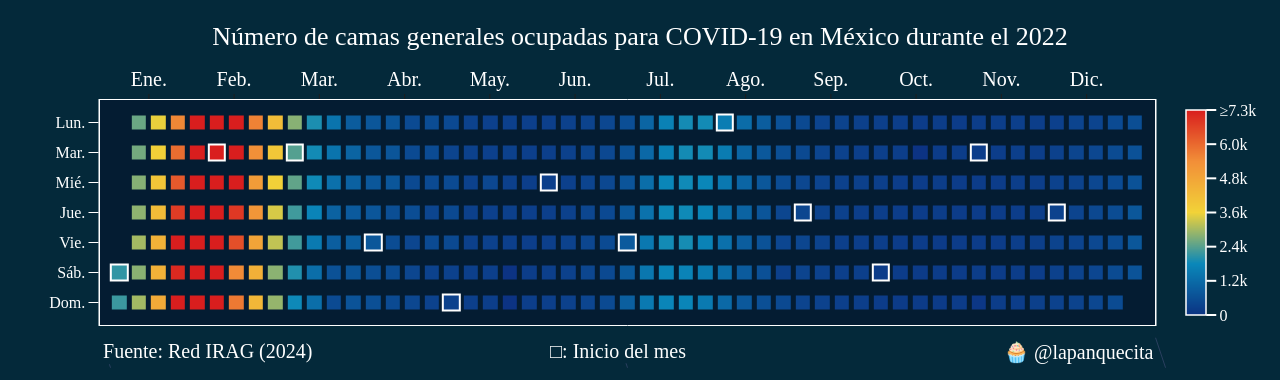 Número de camas generales ocupadas para COVID-19 en México durante el 2022
Ene. Feb. Mar. Abr. May. Jun. Jul. Ago. Sep. Oct. Nov. Dic.
Lun.
Mar.
Mié.
Jue.
Vie.
Sáb.
Dom.
≥7.3k
6.0k
4.8k
3.6k
2.4k
1.2k
0
Fuente: Red IRAG (2024)
□: Inicio del mes
🧁 @lapanquecita